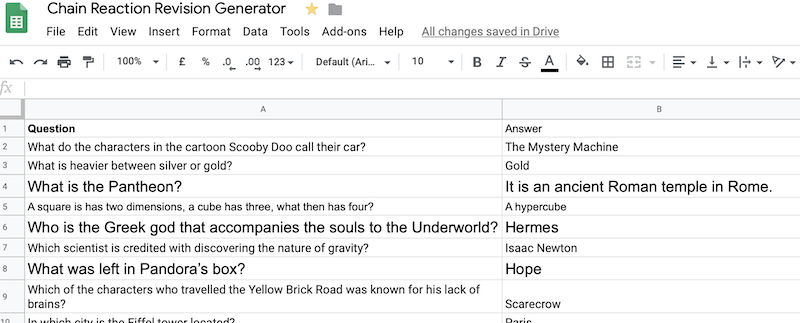 Chain Reaction Revision Generator
File Edit View Insert Format Data Tools Add-ons Help All changes saved in Drive
100% £ % .0 .00 123 Default (Ari... 10 B I S A
fx
A B
1 Question Answer
2 What do the characters in the cartoon Scooby Doo call their car? The Mystery Machine
3 What is heavier between silver or gold? Gold
4 What is the Pantheon? It is an ancient Roman temple in Rome.
5 A square is has two dimensions, a cube has three, what then has four? A hypercube
6 Who is the Greek god that accompanies the souls to the Underworld? Hermes
7 Which scientist is credited with discovering the nature of gravity? Isaac Newton
8 What was left in Pandora's box? Hope
Which of the characters who travelled the Yellow Brick Road was known for his lack of
9 brains? Scarecrow
10 In which city is the Eiffel tower located? Paris